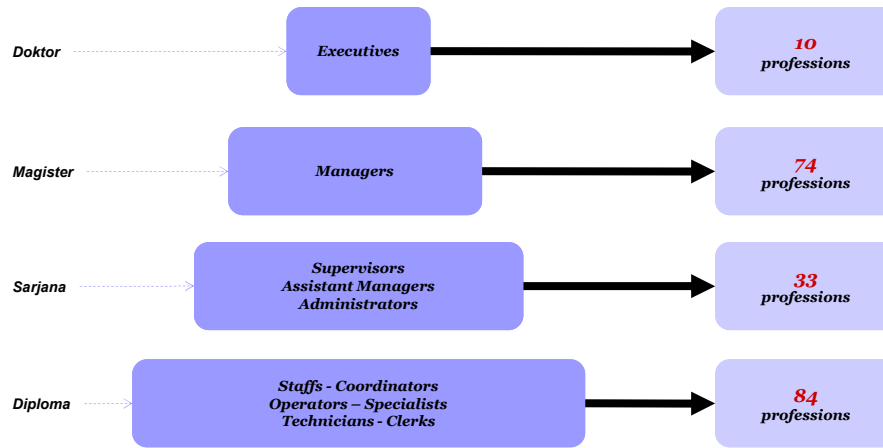 Doktor
Executives
10
professions
Magister
Managers
74
professions
Sarjana
Supervisors
Assistant Managers
Administrators
33
professions
Diploma
Staffs - Coordinators
Operators – Specialists
Technicians - Clerks
84
professions